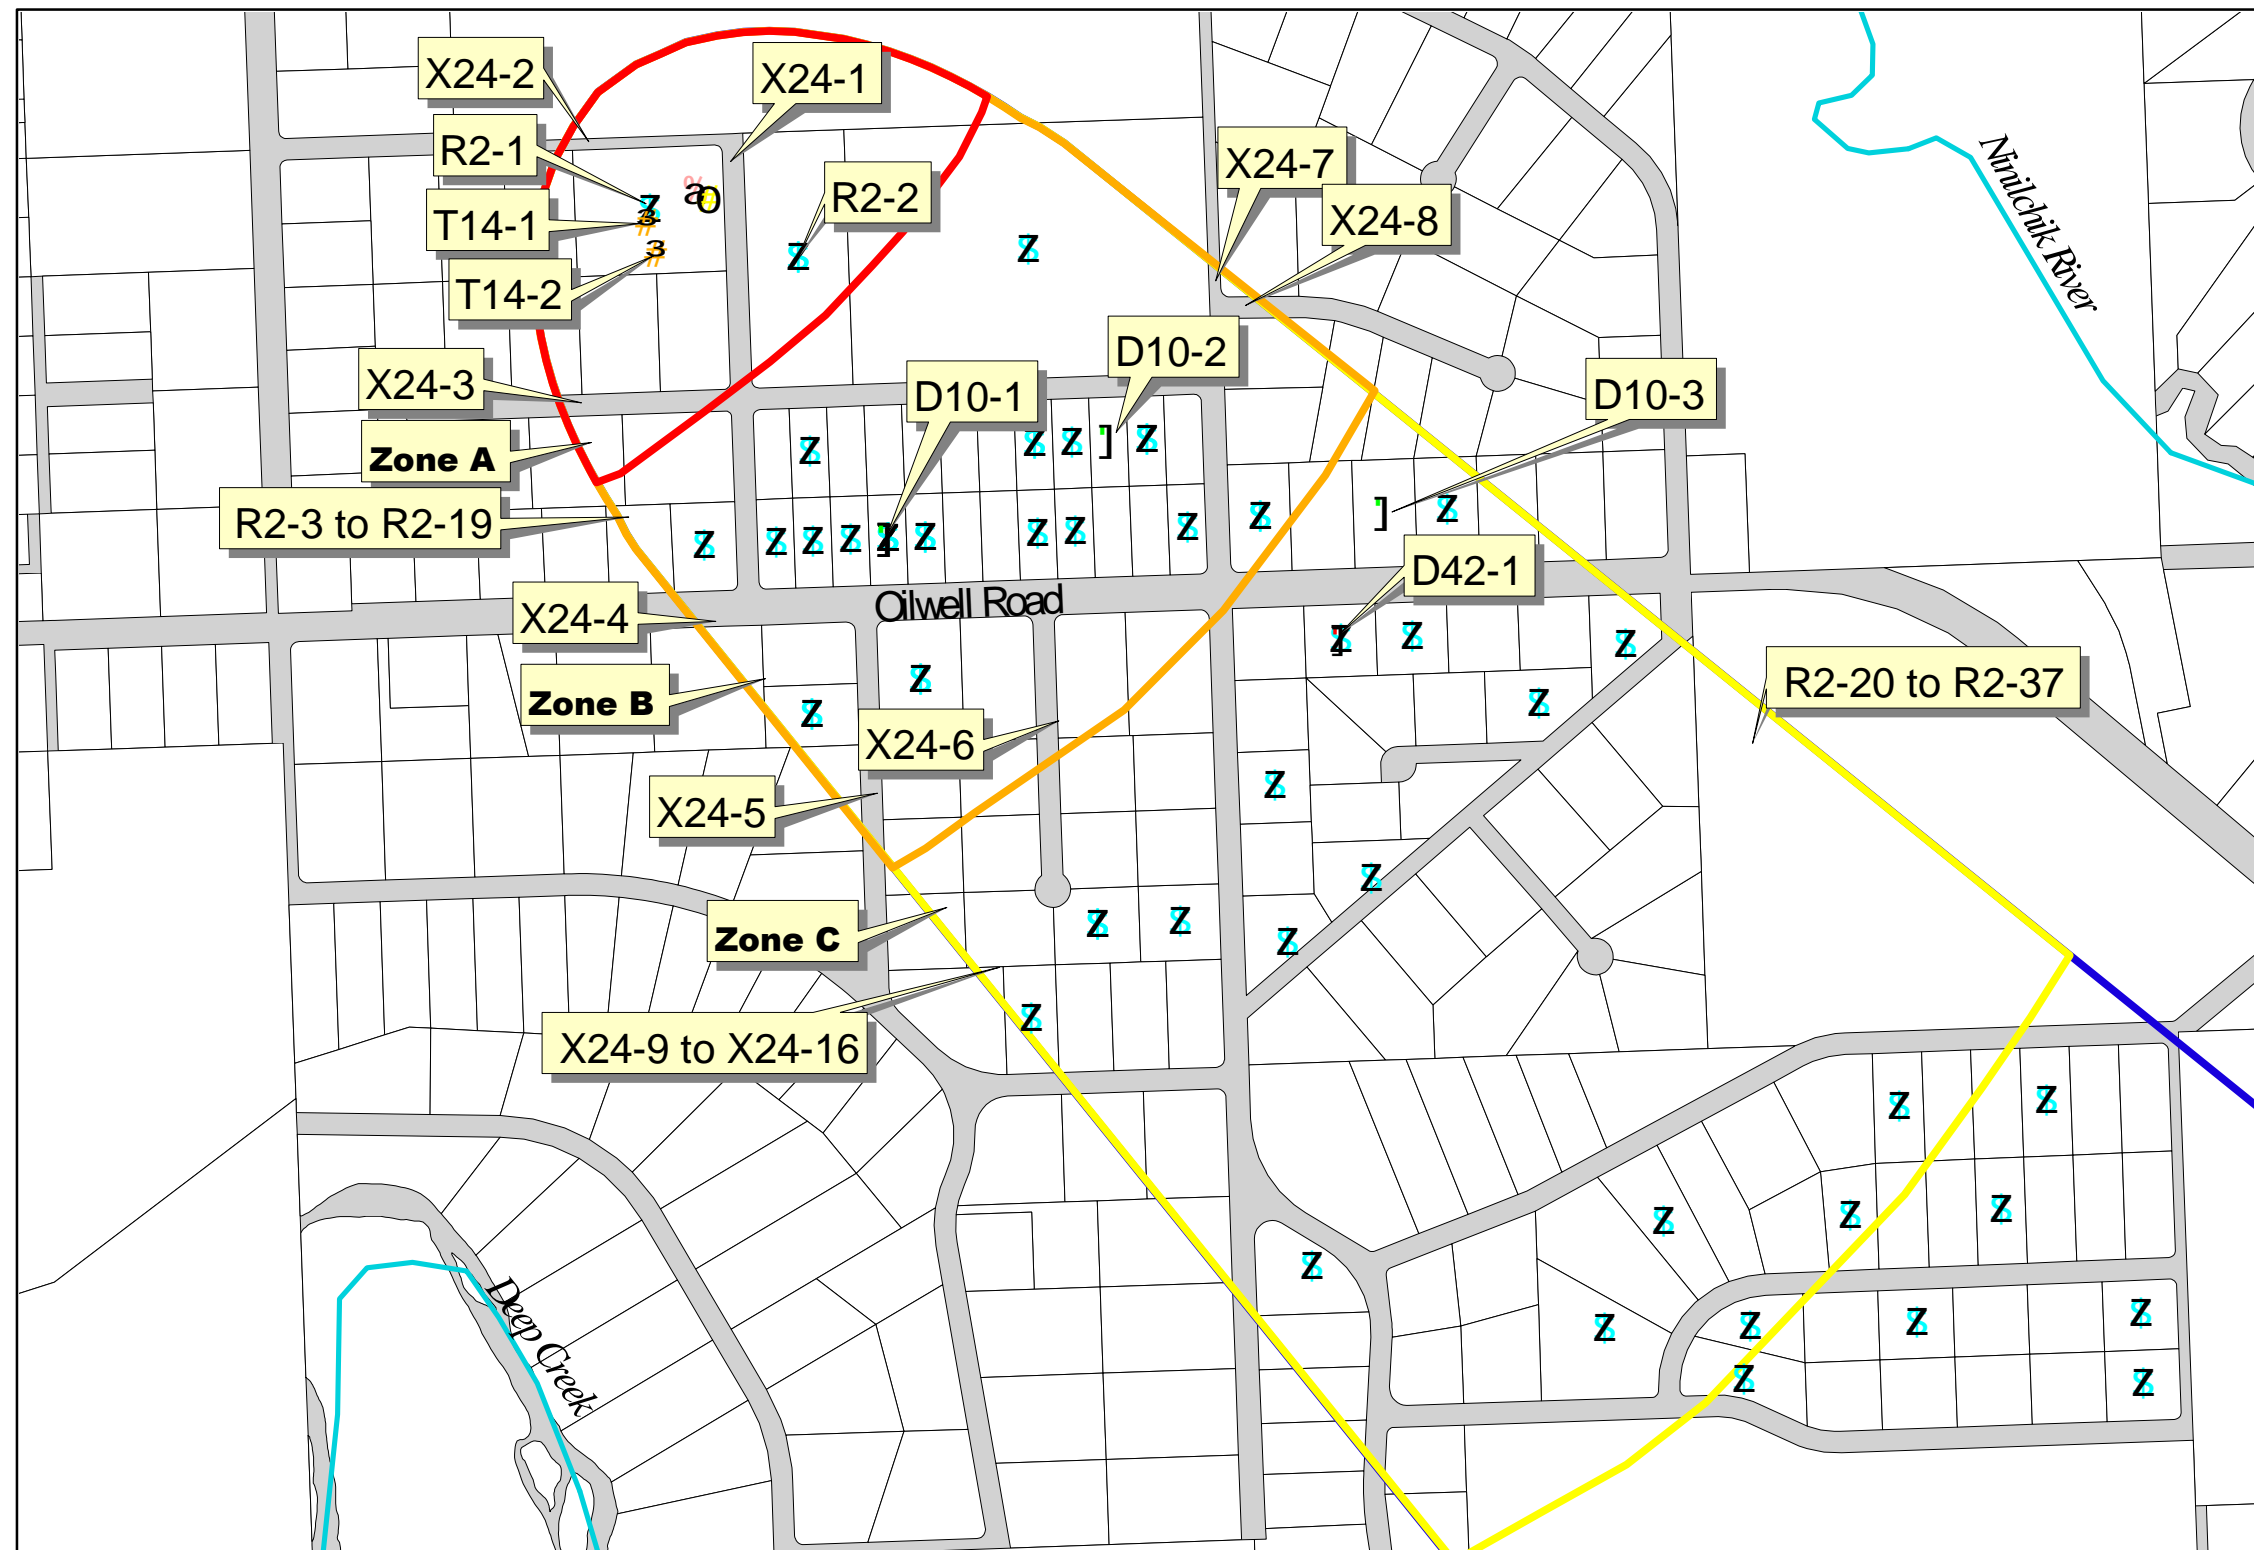 X24-2
X24-1
R2-1
X24-7
R2-2
T14-1
X24-8
T14-2
Ninilchik River
D10-2
X24-3
D10-1
D10-3
Zone A
R2-3 to R2-19
D42-1
Oilwell Road
X24-4
R2-20 to R2-37
Zone B
X24-6
X24-5
Zone C
X24-9 to X24-16
Deep Creek